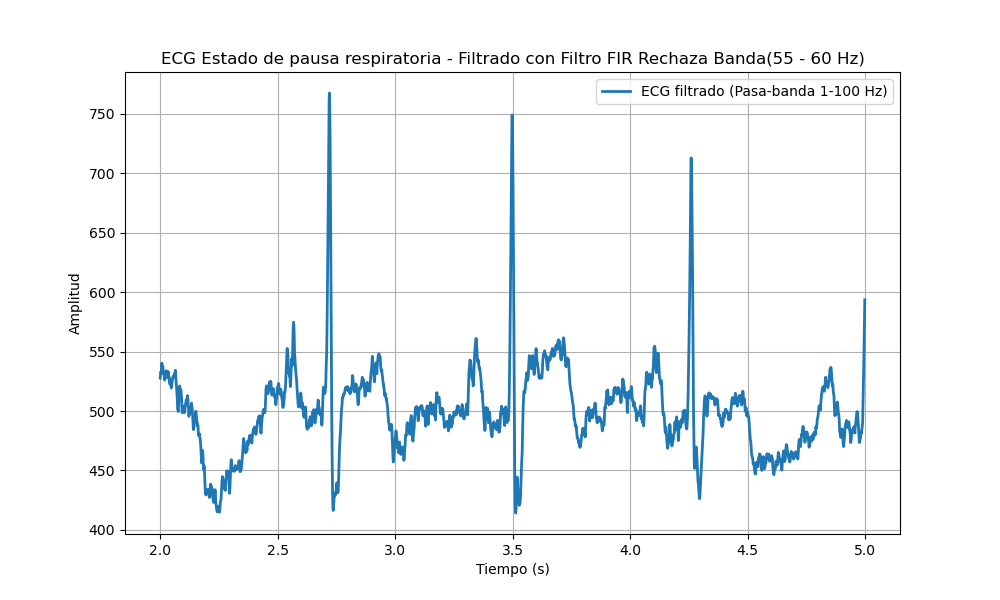 ECG Estado de pausa respiratoria - Filtrado con Filtro FIR Rechaza Banda(55 - 60 Hz)
ECG filtrado (Pasa-banda 1-100 Hz)
750
700
650
600
550
500
450
400
Amplitud
2.0 2.5 3.0 3.5 4.0 4.5 5.0
Tiempo (s)